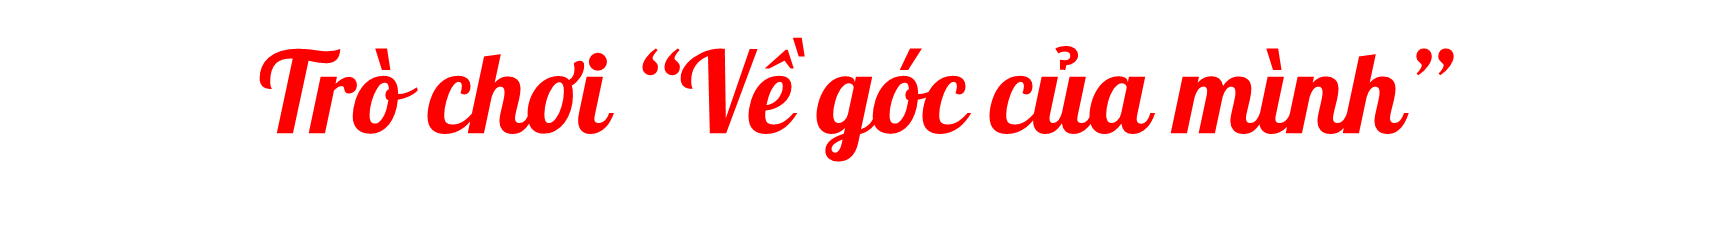 Trò chơi “Về góc của mình”